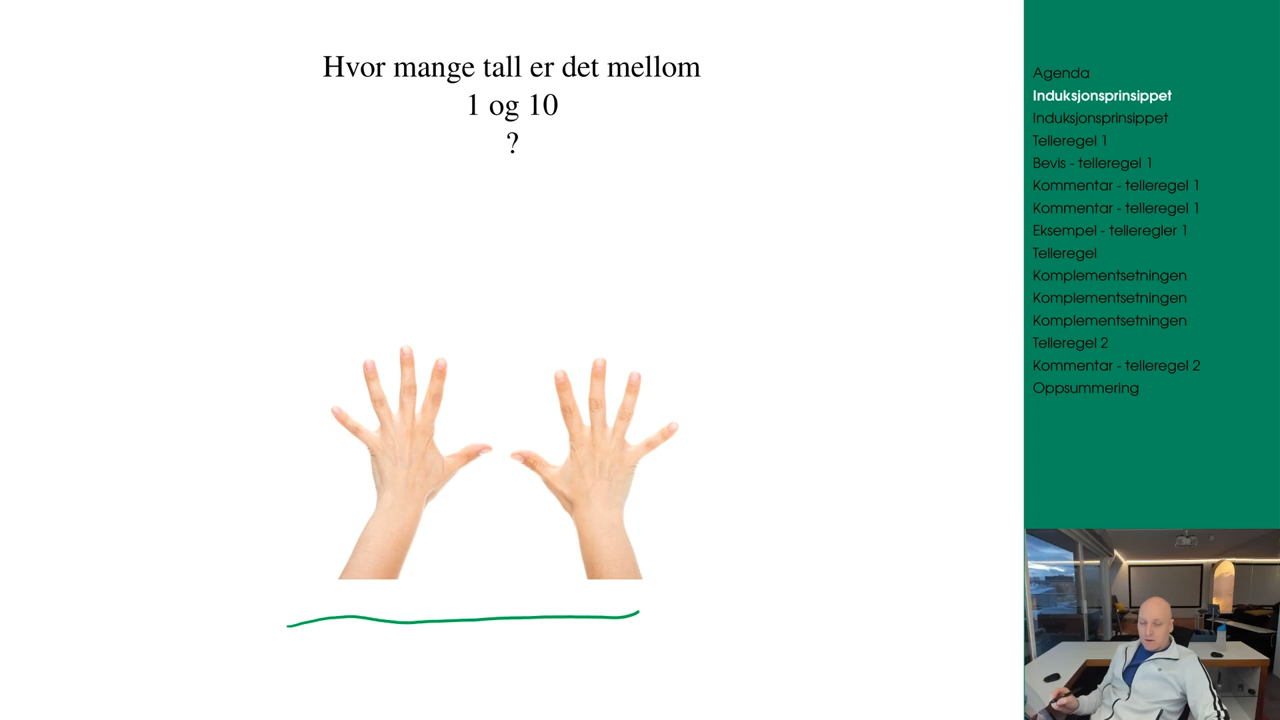 Hvor mange tall er det mellom
1 og 10
?
Agenda
Induksjonsprinsippet
Induksjonsprinsippet
Telleregel 1
Bevis - telleregel 1
Kommentar - telleregel 1
Kommentar - telleregel 1
Eksempel - telleregler 1
Telleregel
Komplementsetningen
Komplementsetningen
Komplementsetningen
Telleregel 2
Kommentar - telleregel 2
Oppsummering